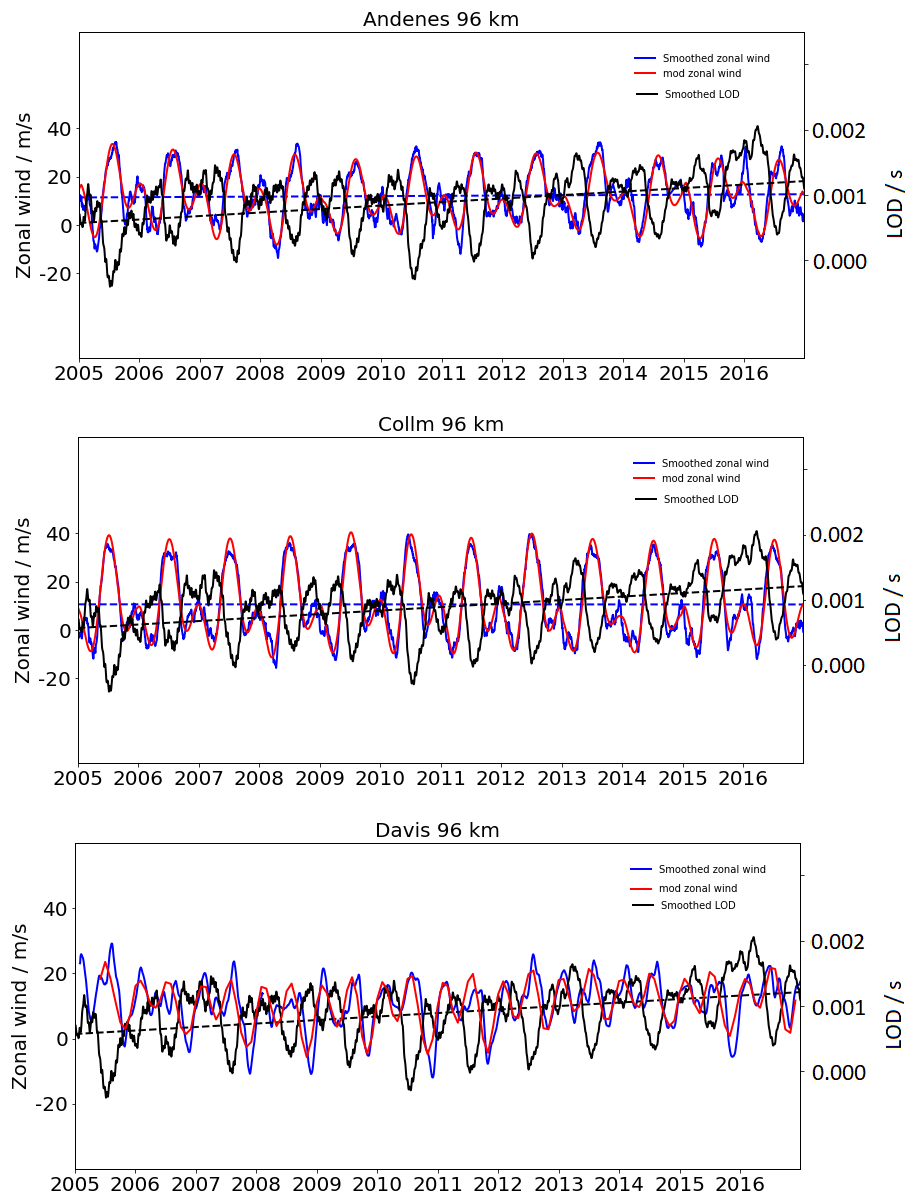 Andenes 96 km
Smoothed zonal wind
mod zonal wind
Smoothed LOD
Zonal wind / m/s
40
20
0
-20
0.002
0.001
0.000
LOD / s
2005 2006 2007 2008 2009 2010 2011 2012 2013 2014 2015 2016
Collm 96 km
Smoothed zonal wind
mod zonal wind
Smoothed LOD
Zonal wind / m/s
40
20
0
-20
0.002
0.001
0.000
LOD / s
2005 2006 2007 2008 2009 2010 2011 2012 2013 2014 2015 2016
Davis 96 km
Smoothed zonal wind
mod zonal wind
Smoothed LOD
Zonal wind / m/s
40
20
0
-20
0.002
0.001
0.000
LOD / s
2005 2006 2007 2008 2009 2010 2011 2012 2013 2014 2015 2016